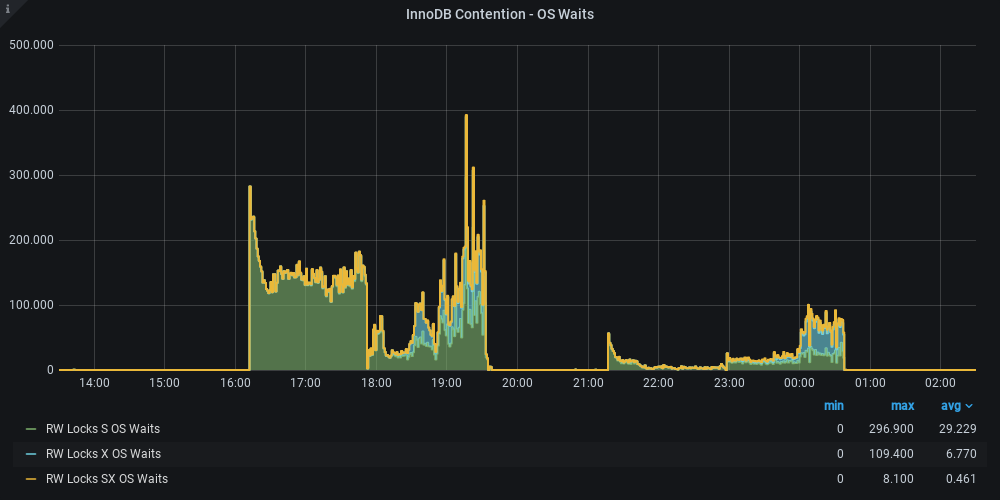 i
InnoDB Contention - OS Waits
500.000
400.000
300.000
200.000
100.000
0
14:00 15:00 16:00 17:00 18:00 19:00 20:00 21:00 22:00 23:00 00:00 01:00 02:00
min max avg
RW Locks S OS Waits 0 296.900 29.229
RW Locks X OS Waits 0 109.400 6.770
RW Locks SX OS Waits 0 8.100 0.461